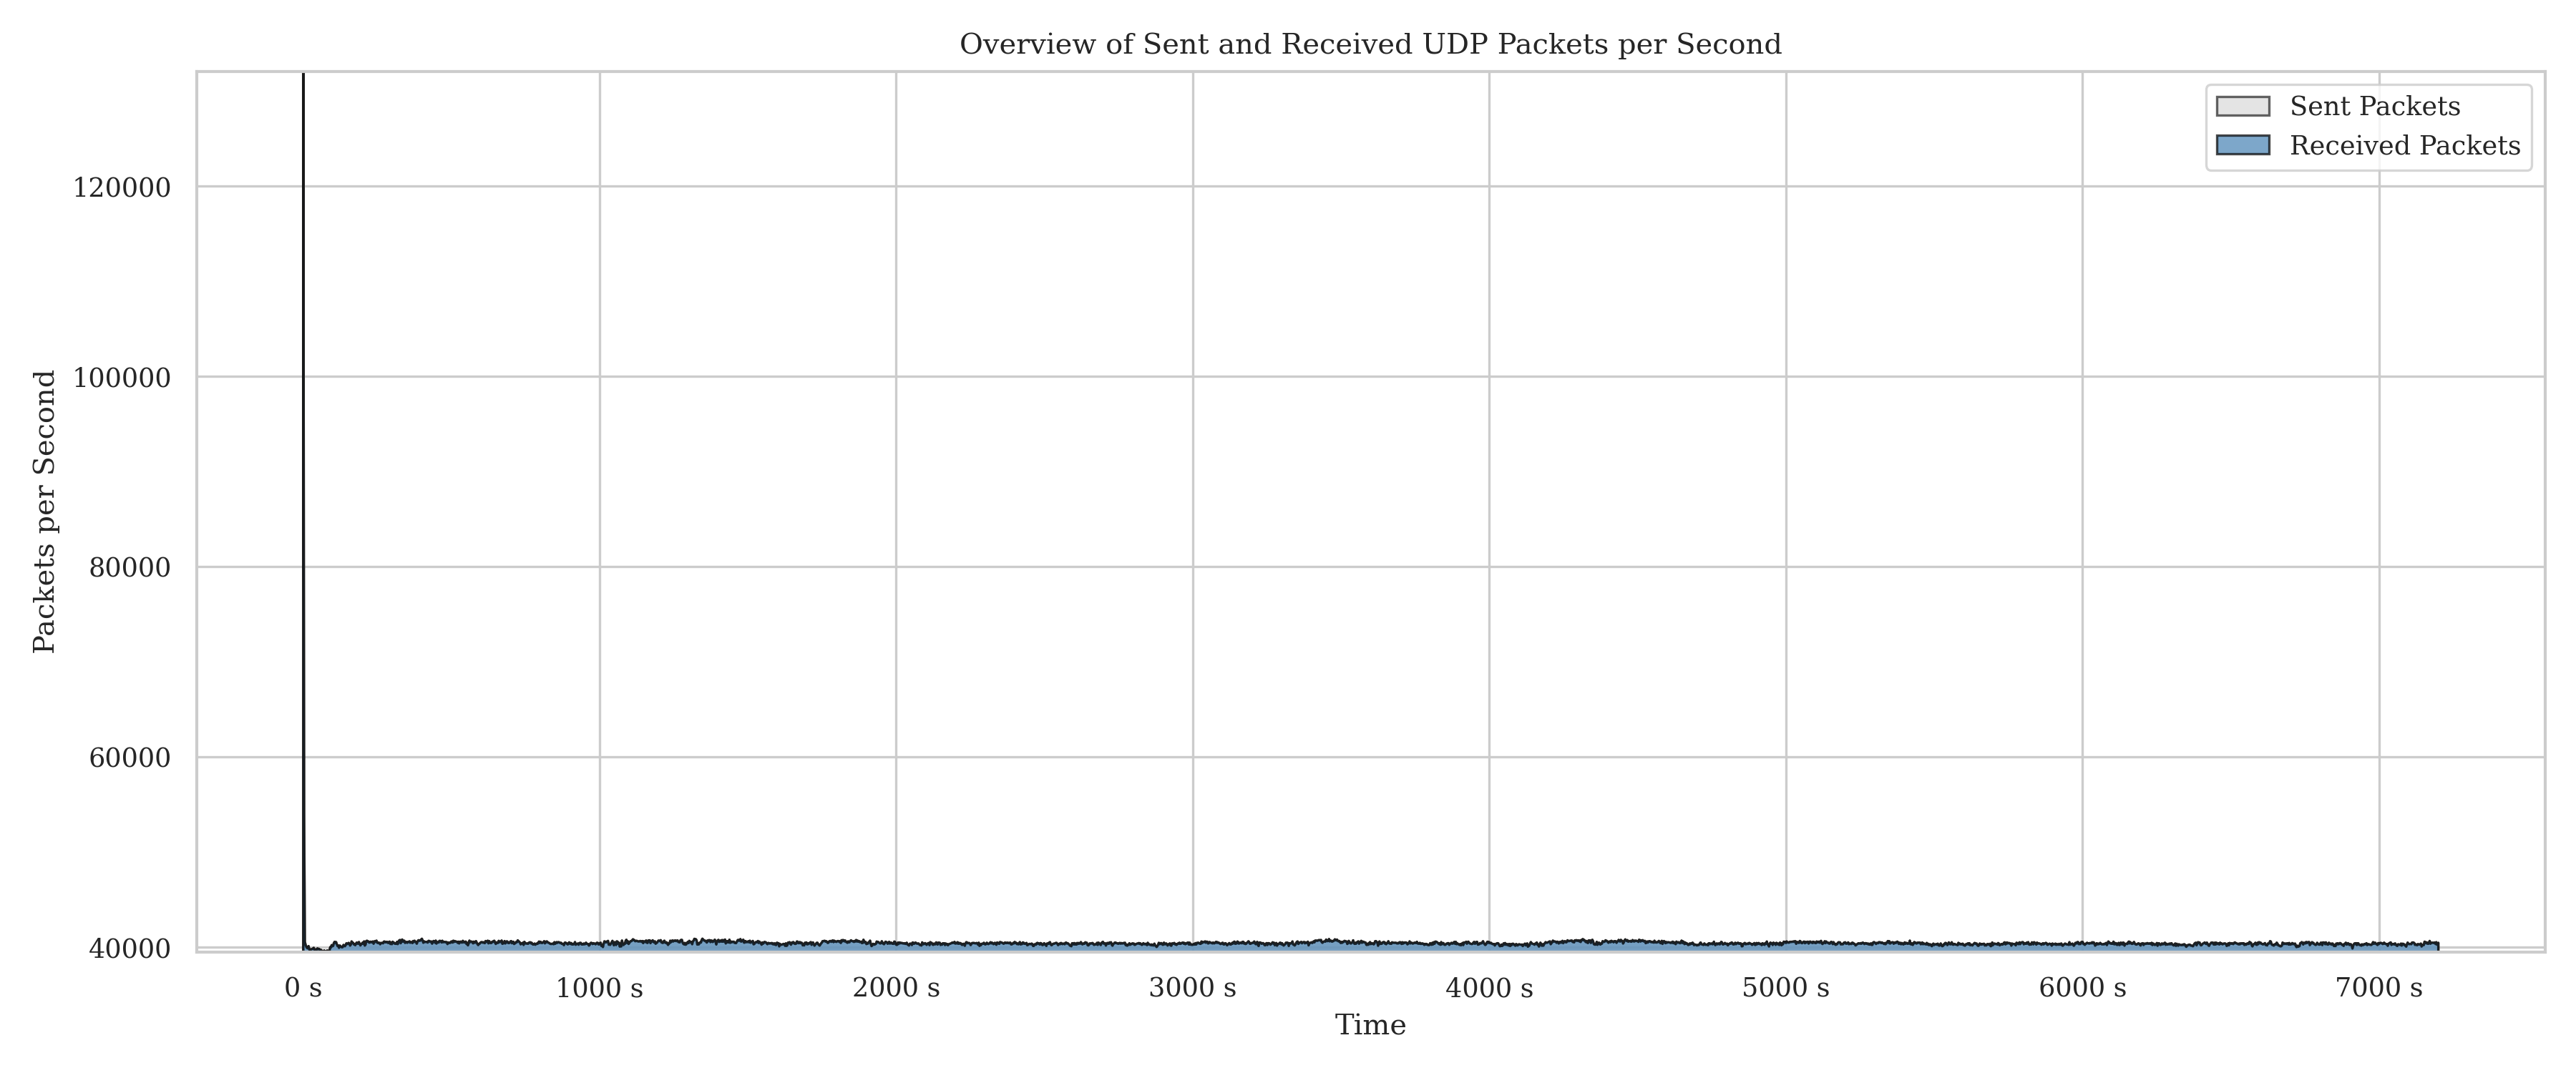 Overview of Sent and Received UDP Packets per Second
Sent Packets
Received Packets
Packets per Second
120000
100000
80000
60000
40000
0 s
1000 s
2000 s
3000 s
4000 s
5000 s
6000 s
7000 s
Time